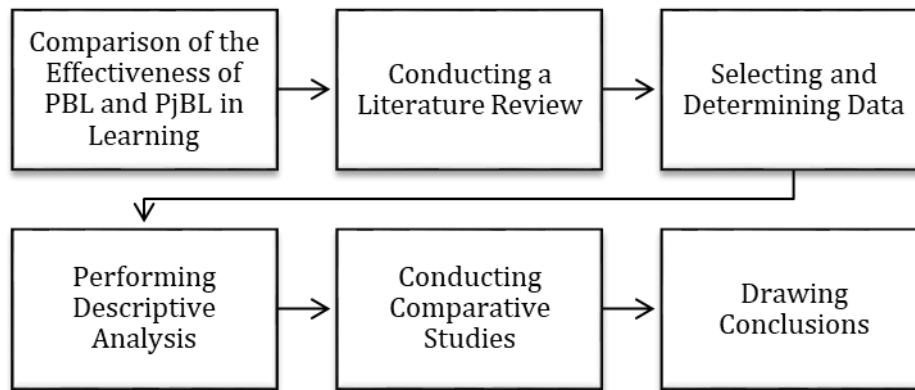 Comparison of the
Effectiveness of
PBL and PjBL in
Learning
Conducting a
Literature Review
Selecting and
Determining Data
Performing
Descriptive
Analysis
Conducting
Comparative
Studies
Drawing
Conclusions